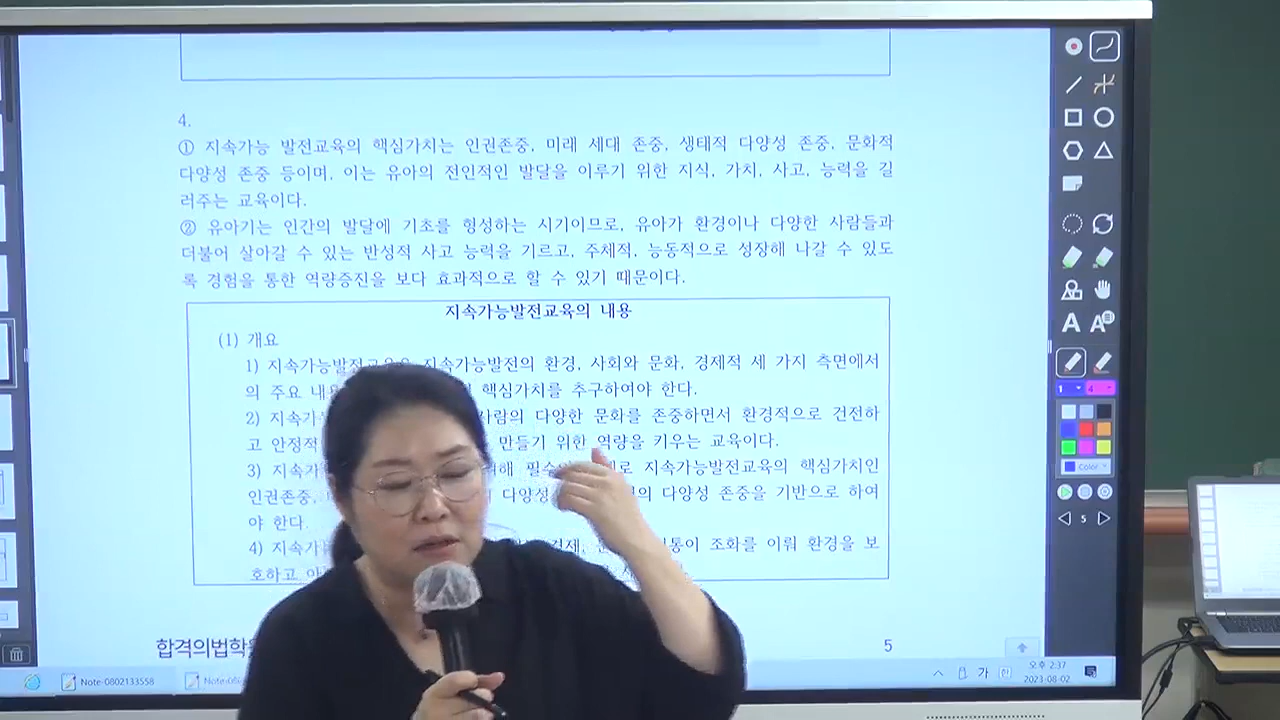 4.
① 지속가능 발전교육의 핵심가치는 인권존중, 미래 세대 존중, 생태적 다양성 존중, 문화적
다양성 존중 등이며, 이는 유아의 전인적인 발달을 이루기 위한 지식, 가치, 사고, 능력을 길
러주는 교육이다.
② 유아기는 인간의 발달에 기초를 형성하는 시기이므로, 유아가 환경이나 다양한 사람들과
더불어 살아갈 수 있는 반성적 사고 능력을 기르고, 주체적, 능동적으로 성장해 나갈 수 있도
록 경험을 통한 역량증진을 보다 효과적으로 할 수 있기 때문이다.
지속가능발전교육의 내용
(1) 개요
1) 지속가능발전교육은 지속가능발전의 환경, 사회와 문화, 경제적 세 가지 측면에서
의 주요 핵심가치를 추구하여야 한다.
2) 지속가 사람의 다양한 문화를 존중하면서 환경적으로 건전하
고 안정적 만들기 위한 역량을 키우는 교육이다.
3) 지속가 지속가능발전교육의 핵심가치인
인권존중, 다양성 다양성 존중을 기반으로 하여
야 한다.
4) 지속가 조화를 이뤄 환경을 보
호하고
합격의법학원
5
Note-0802133558
가
오후 2:37
2023-08-02
A
A
1
4
Color
5